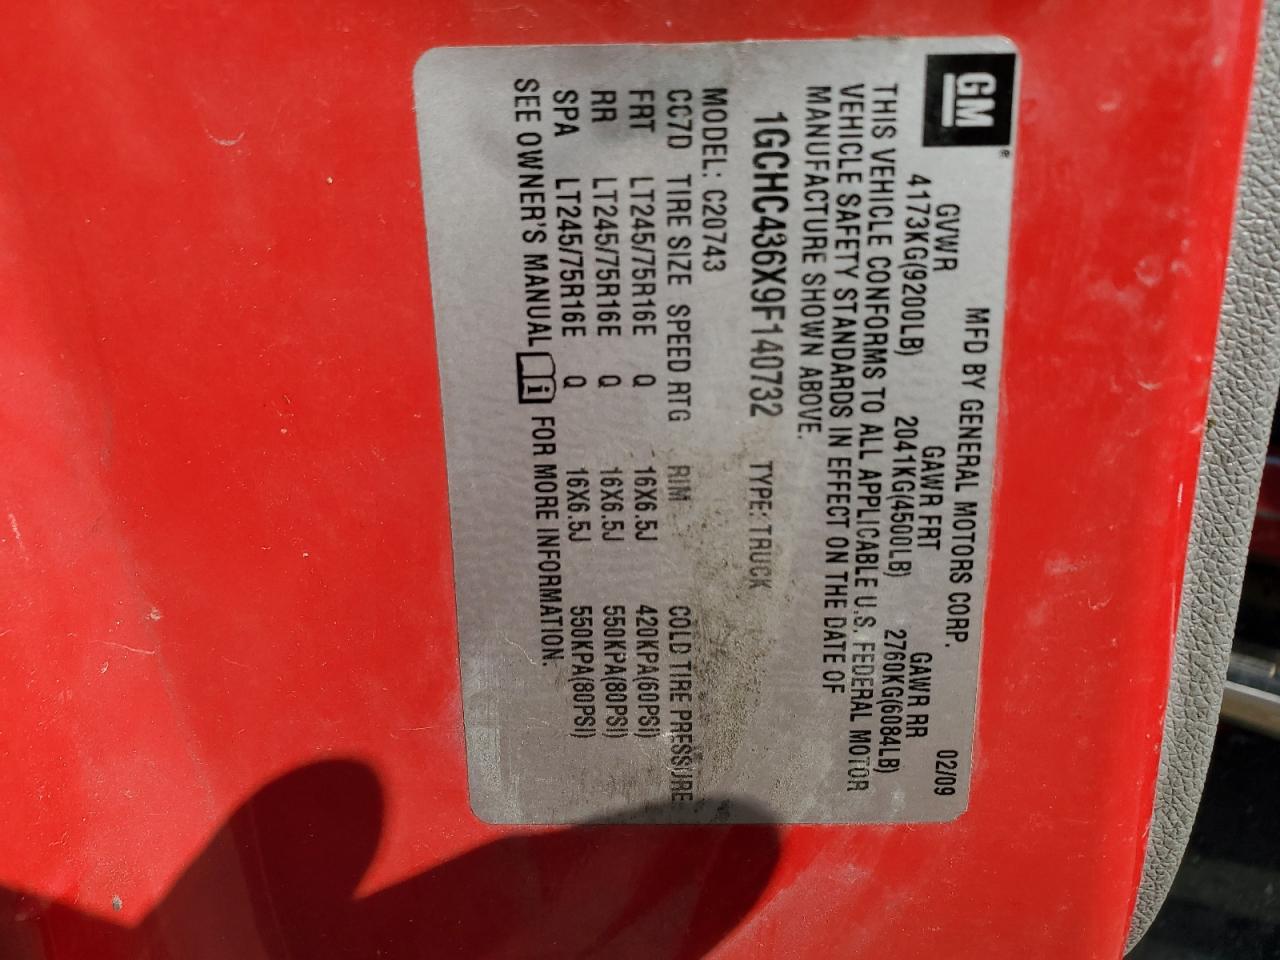 GM®
MFD BY GENERAL MOTORS CORP. 02/09
GVWR GAWR FRT GAWR RR
4173KG(9200LB) 2041KG(4500LB) 2760KG(6084LB)
THIS VEHICLE CONFORMS TO ALL APPLICABLE U.S. FEDERAL MOTOR
VEHICLE SAFETY STANDARDS IN EFFECT ON THE DATE OF
MANUFACTURE SHOWN ABOVE.
1GCHC436X9F140732 TYPE: TRUCK
MODEL: C20743
CC7D TIRE SIZE SPEED RTG RIM COLD TIRE PRESSURE
FRT LT245/75R16E Q 16X6.5J 420KPA(60PSI)
RR LT245/75R16E Q 16X6.5J 550KPA(80PSI)
SPA LT245/75R16E Q 16X6.5J 550KPA(80PSI)
SEE OWNER'S MANUAL i FOR MORE INFORMATION.